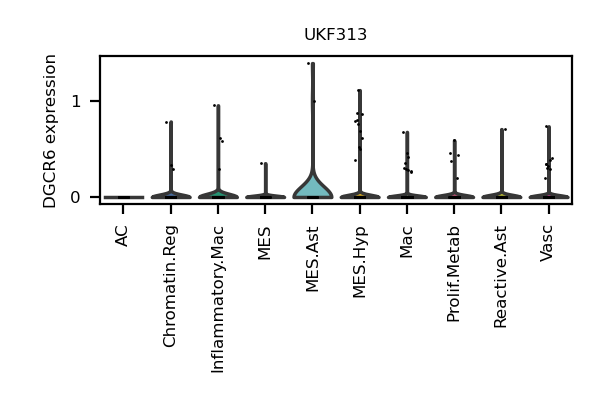 UKF313
DGCR6 expression
1
0
AC
Chromatin.Reg
Inflammatory.Mac
MES
MES.Ast
MES.Hyp
Mac
Prolif.Metab
Reactive.Ast
Vasc